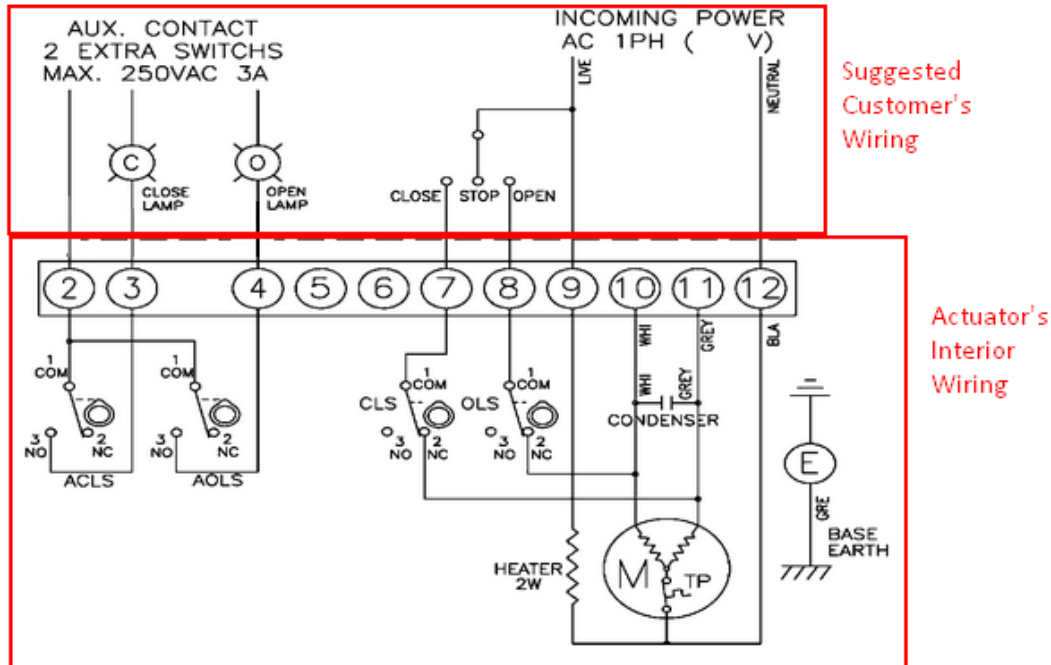 AUX. CONTACT
2 EXTRA SWITCHS
MAX. 250VAC 3A
INCOMING POWER
AC 1PH ( V)
LIVE
NEUTRAL
Suggested
Customer's
Wiring
C
CLOSE
LAMP
O
OPEN
LAMP
CLOSE STOP OPEN
2 3 4 5 6 7 8 9 10 11 12
WHI
GREY
BLA
Actuator's
Interior
Wiring
1
COM
3
NO
2
NC
ACLS
1
COM
3
NO
2
NC
AOLS
CLS
1
COM
3
NO
2
NC
OLS
1
COM
3
NO
2
NC
WHI
GREY
CONDENSER
E
GRE
BASE
EARTH
HEATER
2W
M
TP